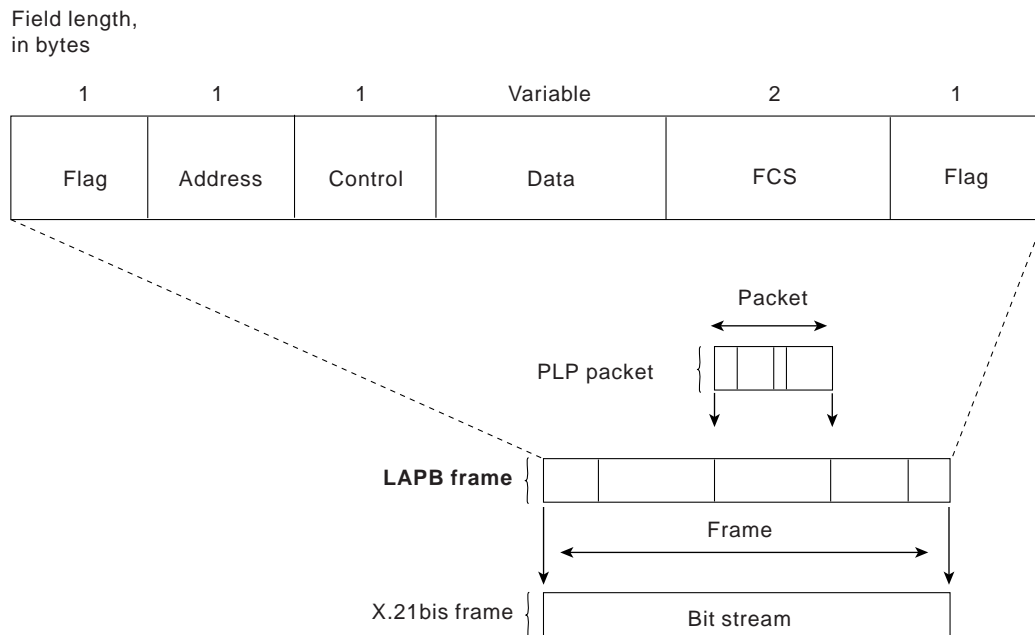 Field length,
in bytes
1 1 1 Variable 2 1
Flag Address Control Data FCS Flag
Packet
PLP packet
LAPB frame
Frame
X.21bis frame
Bit stream